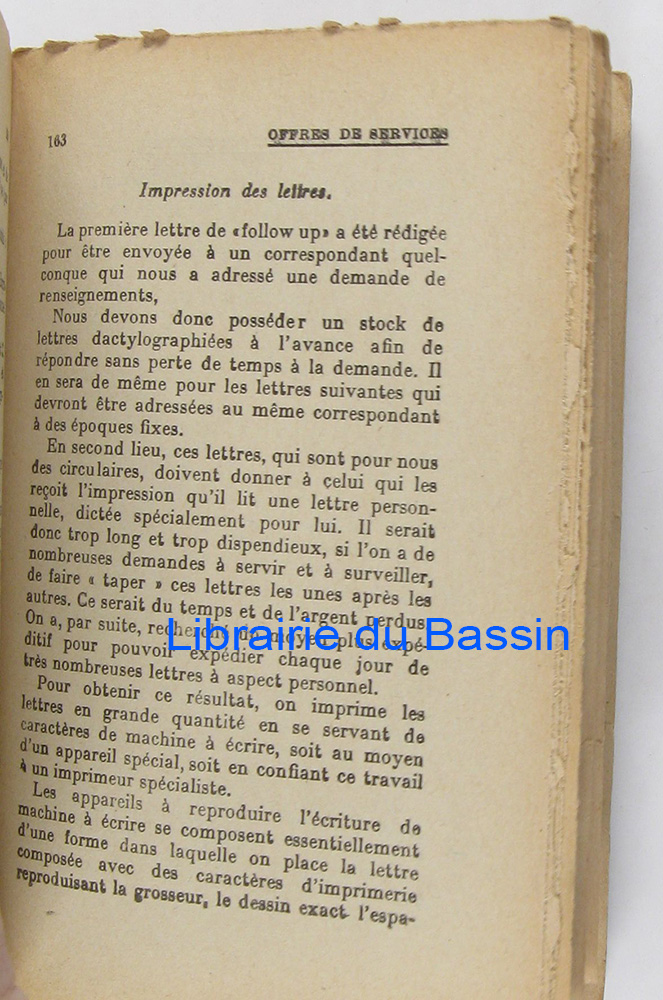 163 OFFRES DE SERVICES
Impression des lettres.
La première lettre de «follow up» a été rédigée
pour être envoyée à un correspondant quel-
conque qui nous a adressé une demande de
renseignements,
Nous devons donc posséder un stock de
lettres dactylographiées à l'avance afin de
répondre sans perte de temps à la demande. Il
en sera de même pour les lettres suivantes qui
devront être adressées au même correspondant
à des époques fixes.
En second lieu, ces lettres, qui sont pour nous
des circulaires, doivent donner à celui qui les
reçoit l'impression qu'il lit une lettre person-
nelle, dictée spécialement pour lui. Il serait
donc trop long et trop dispendieux, si l'on a de
nombreuses demandes à servir et à surveiller,
de faire « taper » ces lettres les unes après les
autres. Ce serait du temps et de l'argent perdus.
On a, par suite, recherché un moyen plus expé-
Librairie du Bassin
ditif pour pouvoir expédier chaque jour de
très nombreuses lettres à aspect personnel.
Pour obtenir ce résultat, on imprime les
lettres en grande quantité en se servant de
caractères de machine à écrire, soit au moyen
d'un appareil spécial, soit en confiant ce travail
à un imprimeur spécialiste.
Les appareils à reproduire l'écriture de
machine à écrire se composent essentiellement
d'une forme dans laquelle on place la lettre
composée avec des caractères d'imprimerie
reproduisant la grosseur, le dessin exact l'espa-